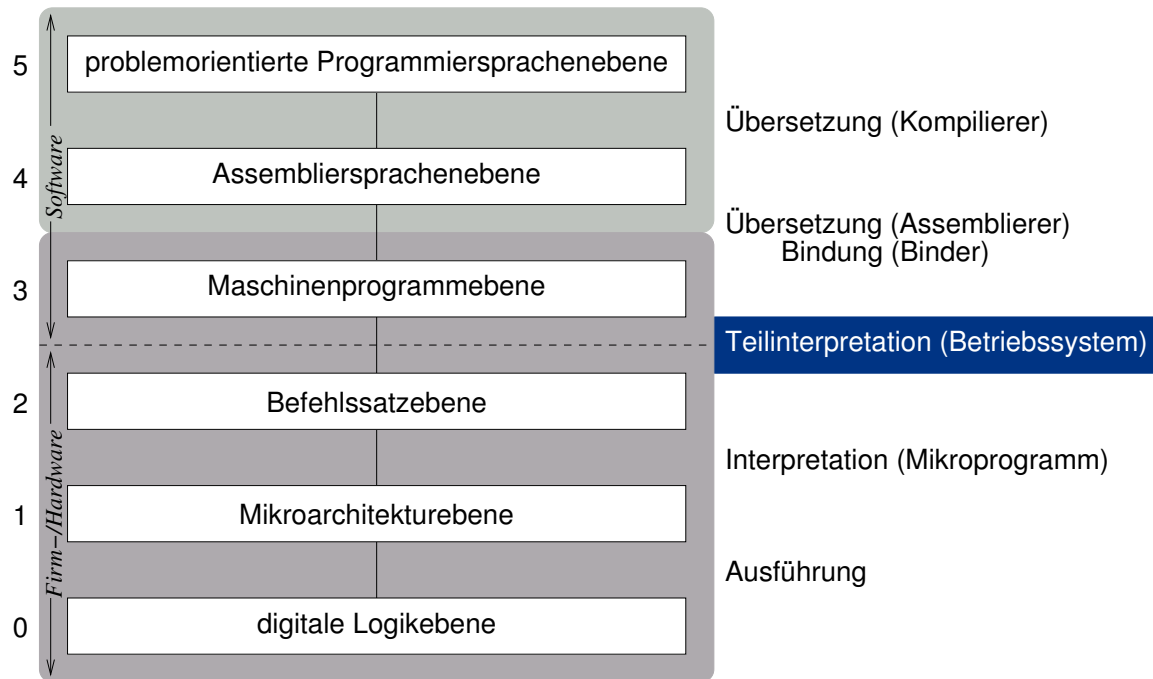 5
problemorientierte Programmiersprachenebene
Übersetzung (Kompilierer)
4
Assembliersprachenebene
Software
Übersetzung (Assemblierer)
Bindung (Binder)
3
Maschinenprogrammebene
Teilinterpretation (Betriebssystem)
2
Befehlssatzebene
Firm-/Hardware
Interpretation (Mikroprogramm)
1
Mikroarchitekturebene
Ausführung
0
digitale Logikebene